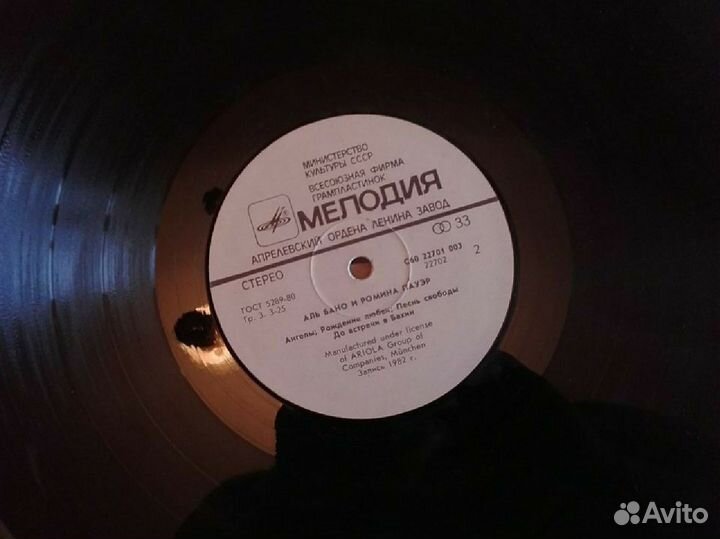 МИНИСТЕРСТВО
КУЛЬТУРЫ СССР
ВСЕСОЮЗНАЯ ФИРМА
ГРАМПЛАСТИНОК
МЕЛОДИЯ
АПРЕЛЕВСКИЙ ОРДЕНА ЛЕНИНА ЗАВОД
СТЕРЕО
33
ГОСТ 5289-80
Гр. 3. 3-25
С60 22701 003
22702
2
АЛЬ БАНО И РОМИНА ПАУЭР
Ангелы; Рождение любви; Песнь свободы
До встречи в Бахии
Manufactured under license
of ARIOLA Group of
Companies, München
Запись 1982 г.
Avito